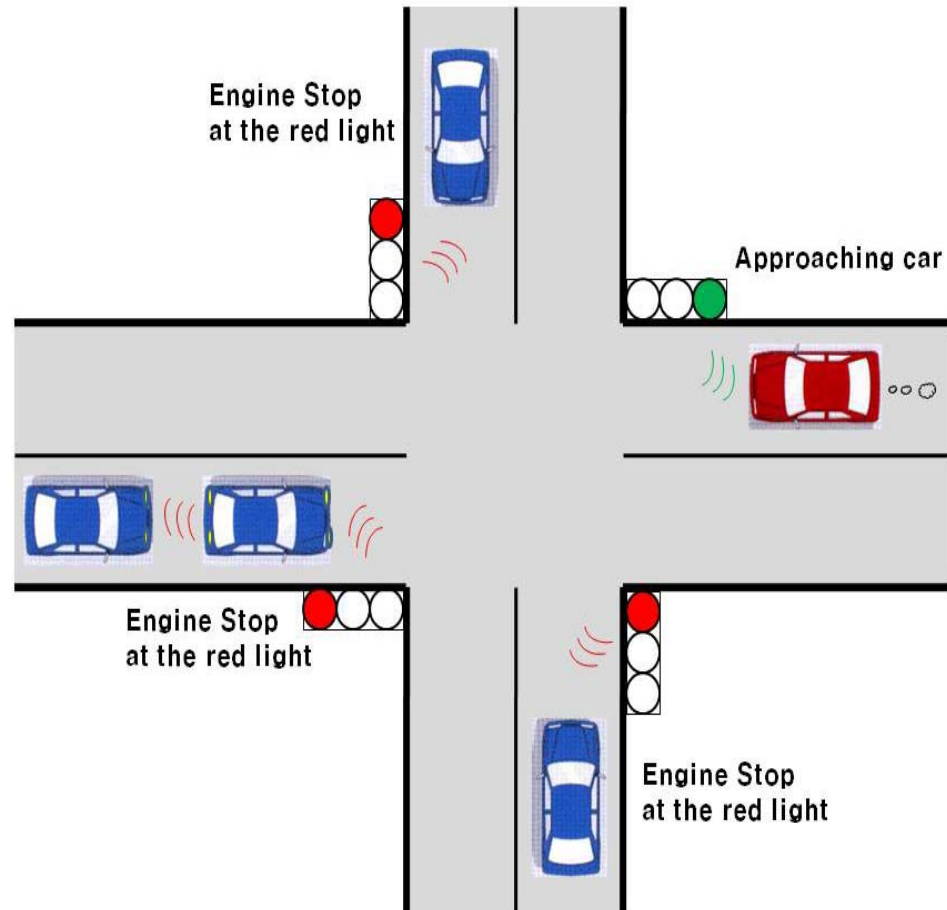 Engine Stop
at the red light
Approaching car
Engine Stop
at the red light
Engine Stop
at the red light